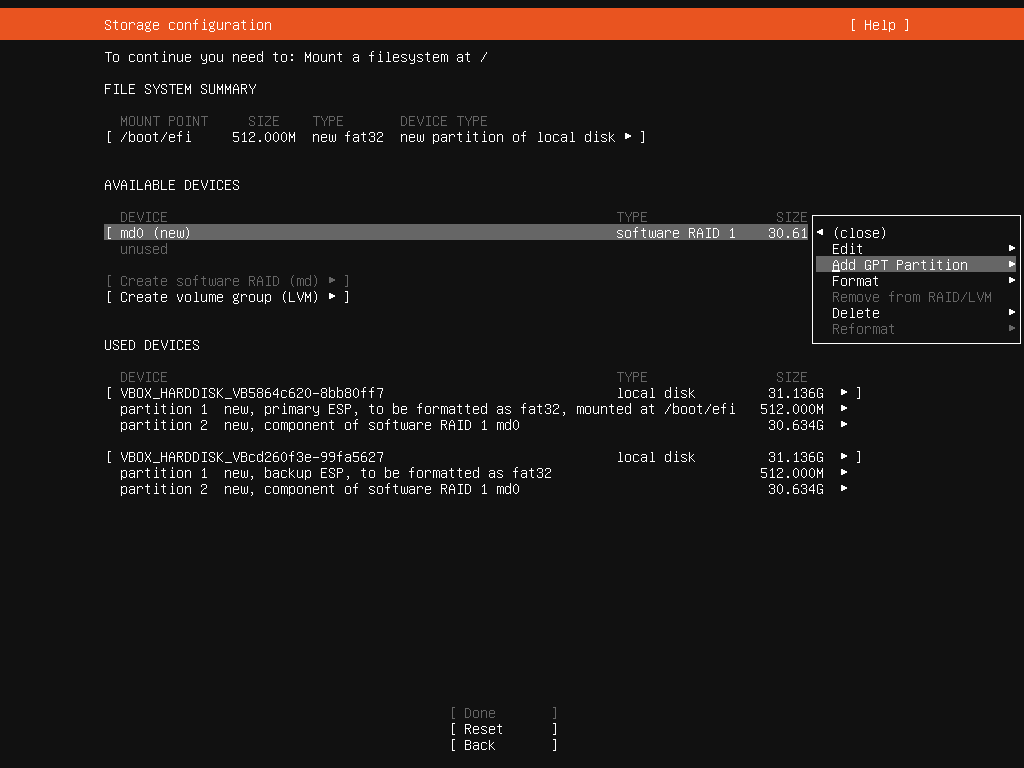 Storage configuration [ Help ]
To continue you need to: Mount a filesystem at /
FILE SYSTEM SUMMARY
MOUNT POINT SIZE TYPE DEVICE TYPE
[ /boot/efi 512.000M new fat32 new partition of local disk ▸ ]
AVAILABLE DEVICES
DEVICE TYPE SIZE
[ md0 (new) software RAID 1 30.61
unused
[ Create software RAID (md) ▸ ]
[ Create volume group (LVM) ▸ ]
◂ (close)
Edit ▸
Add GPT Partition ▸
Format ▸
Remove from RAID/LVM
Delete ▸
Reformat ▸
USED DEVICES
DEVICE TYPE SIZE
[ VBOX_HARDDISK_VB5864c620-8bb80ff7 local disk 31.136G ▸ ]
partition 1 new, primary ESP, to be formatted as fat32, mounted at /boot/efi 512.000M ▸
partition 2 new, component of software RAID 1 md0 30.634G ▸
[ VBOX_HARDDISK_VBcd260f3e-99fa5627 local disk 31.136G ▸ ]
partition 1 new, backup ESP, to be formatted as fat32 512.000M ▸
partition 2 new, component of software RAID 1 md0 30.634G ▸
[ Done ]
[ Reset ]
[ Back ]